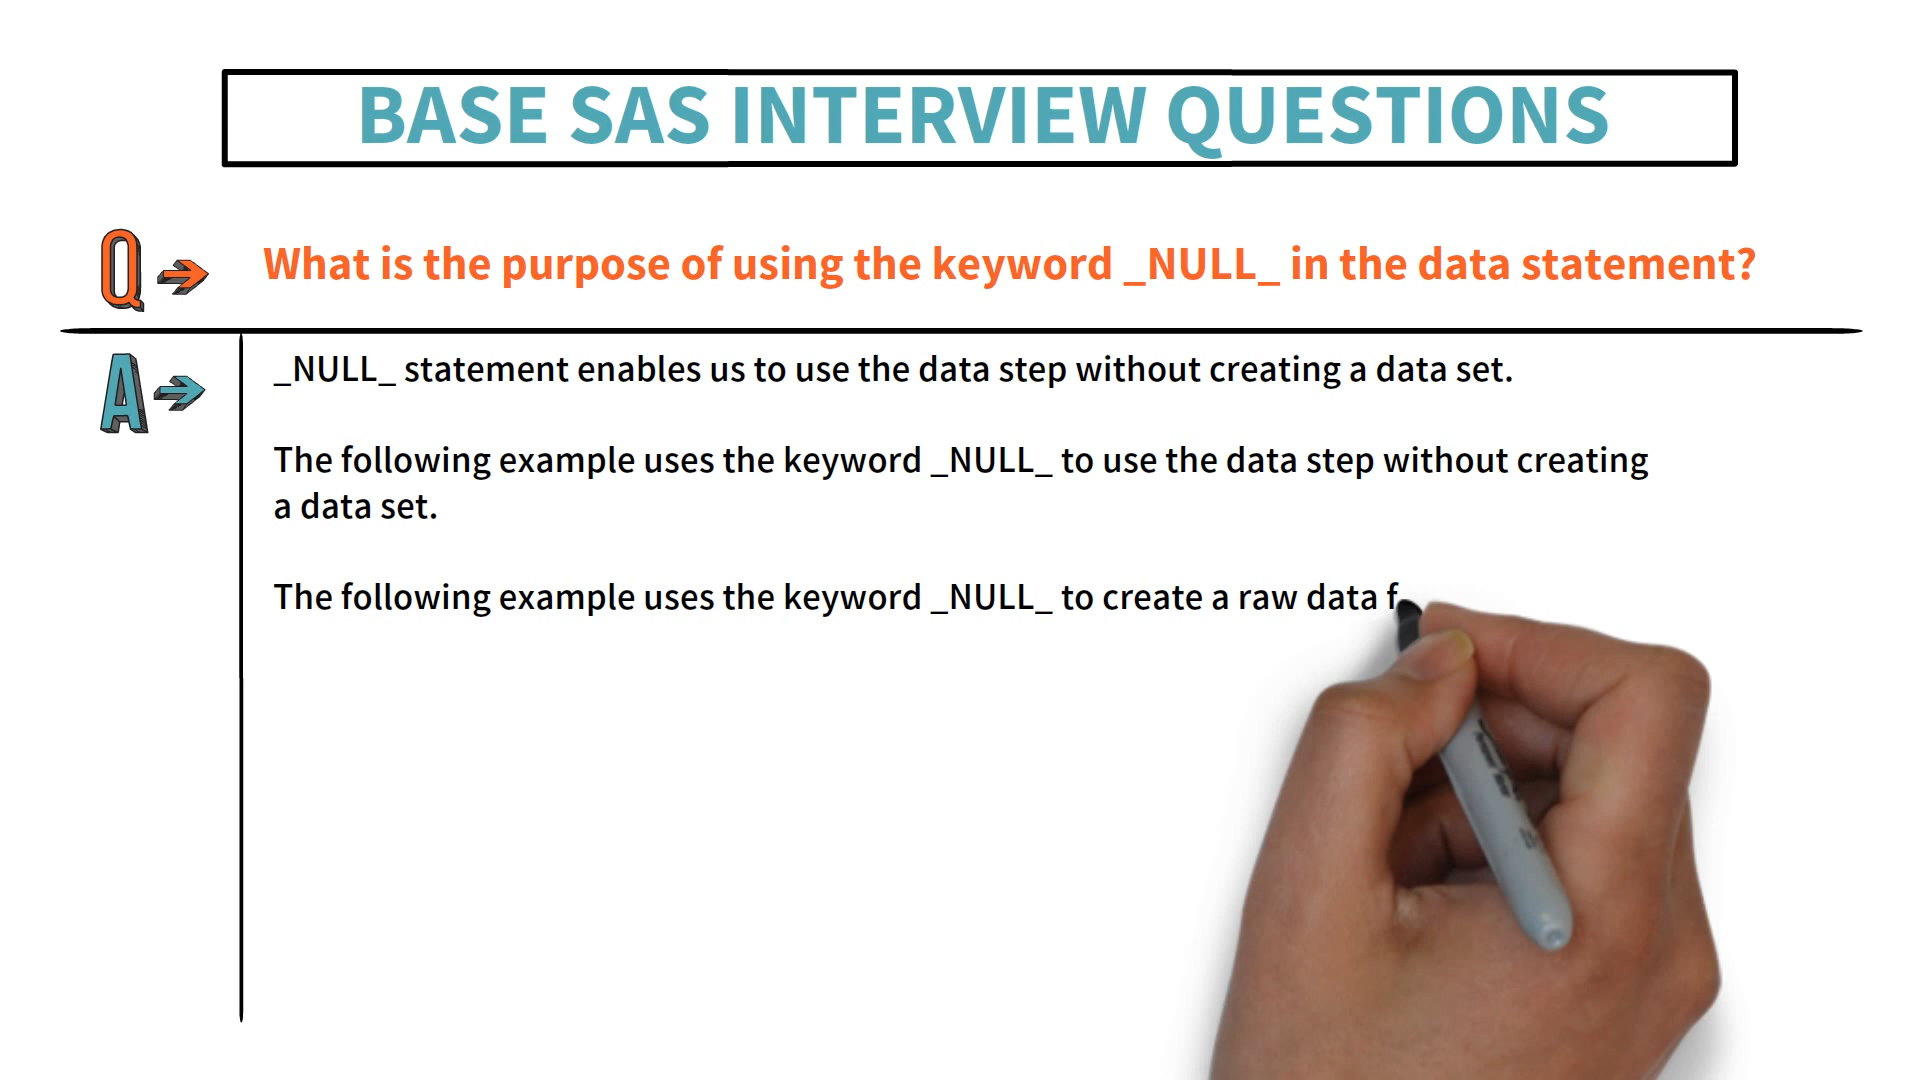 BASE SAS INTERVIEW QUESTIONS
Q
What is the purpose of using the keyword _NULL_ in the data statement?
A
_NULL_ statement enables us to use the data step without creating a data set.
The following example uses the keyword _NULL_ to use the data step without creating
a data set.
The following example uses the keyword _NULL_ to create a raw data f